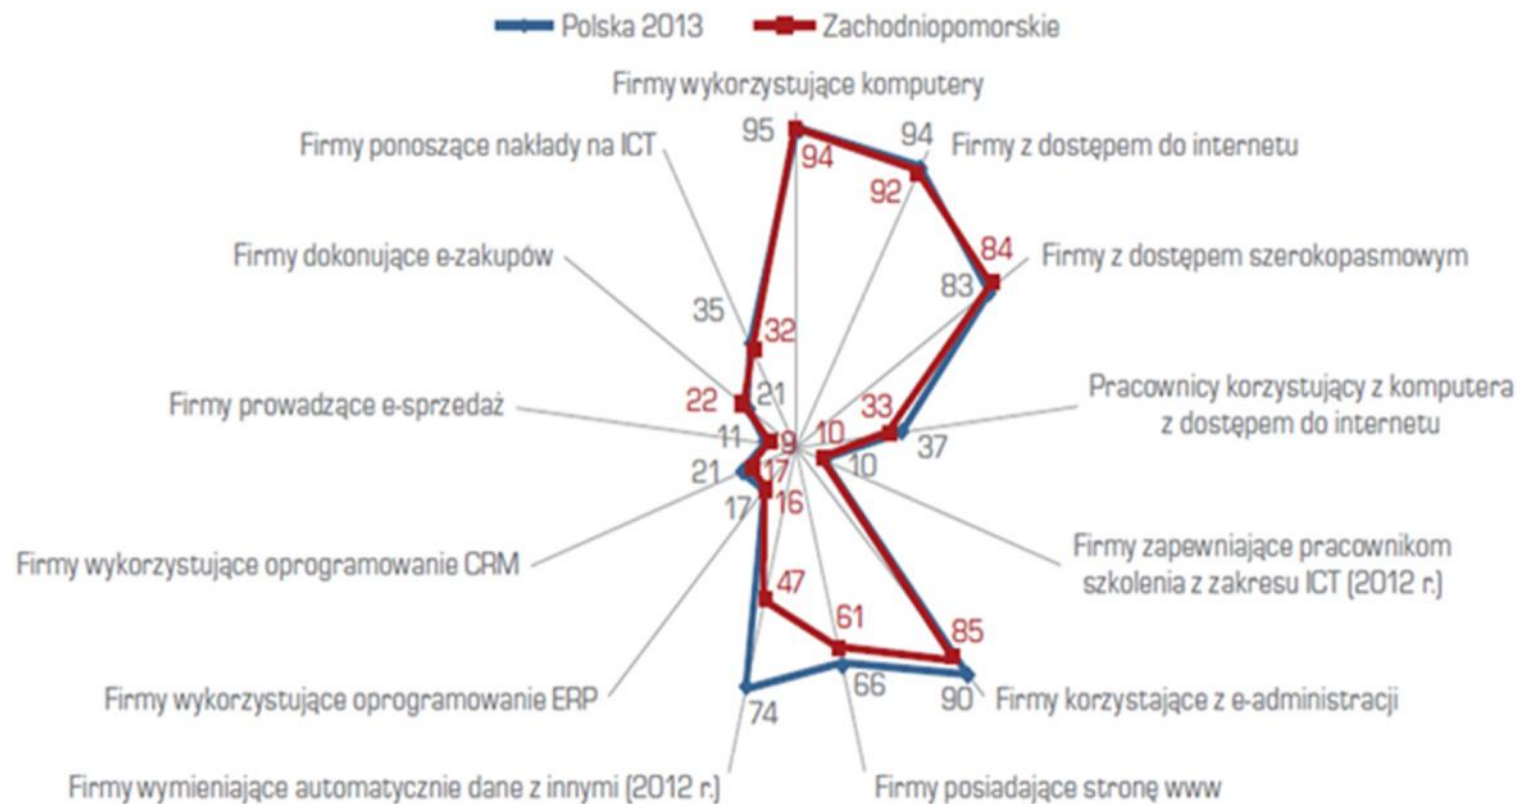 Polska 2013 Zachodniopomorskie
Firmy wykorzystujące komputery
95
94
94
92
Firmy z dostępem do internetu
84
83
Firmy z dostępem szerokopasmowym
33
37
Pracownicy korzystujący z komputera
z dostępem do internetu
10
10
Firmy zapewniające pracownikom
szkolenia z zakresu ICT (2012 r.)
85
90
Firmy korzystające z e-administracji
61
66
Firmy posiadające stronę www
47
74
Firmy wymieniające automatycznie dane z innymi (2012 r.)
16
17
Firmy wykorzystujące oprogramowanie ERP
17
21
Firmy wykorzystujące oprogramowanie CRM
9
11
Firmy prowadzące e-sprzedaż
22
21
Firmy dokonujące e-zakupów
32
35
Firmy ponoszące nakłady na ICT